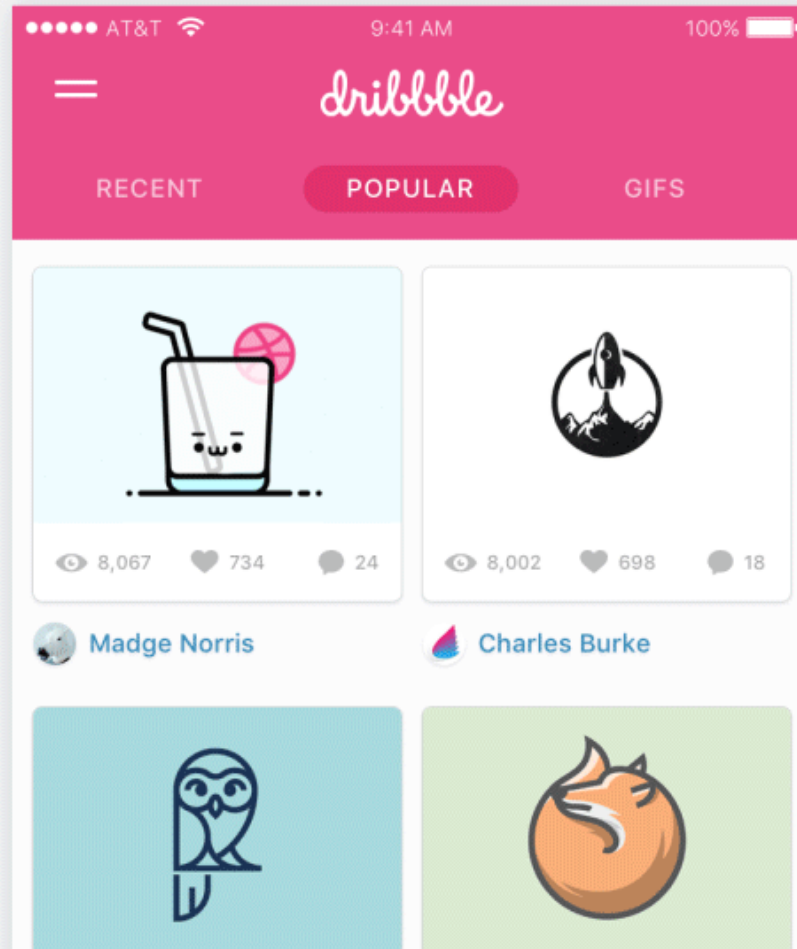 AT&T 9:41 AM 100%
dribbble
RECENT POPULAR GIFS
8,067 734 24
8,002 698 18
Madge Norris
Charles Burke